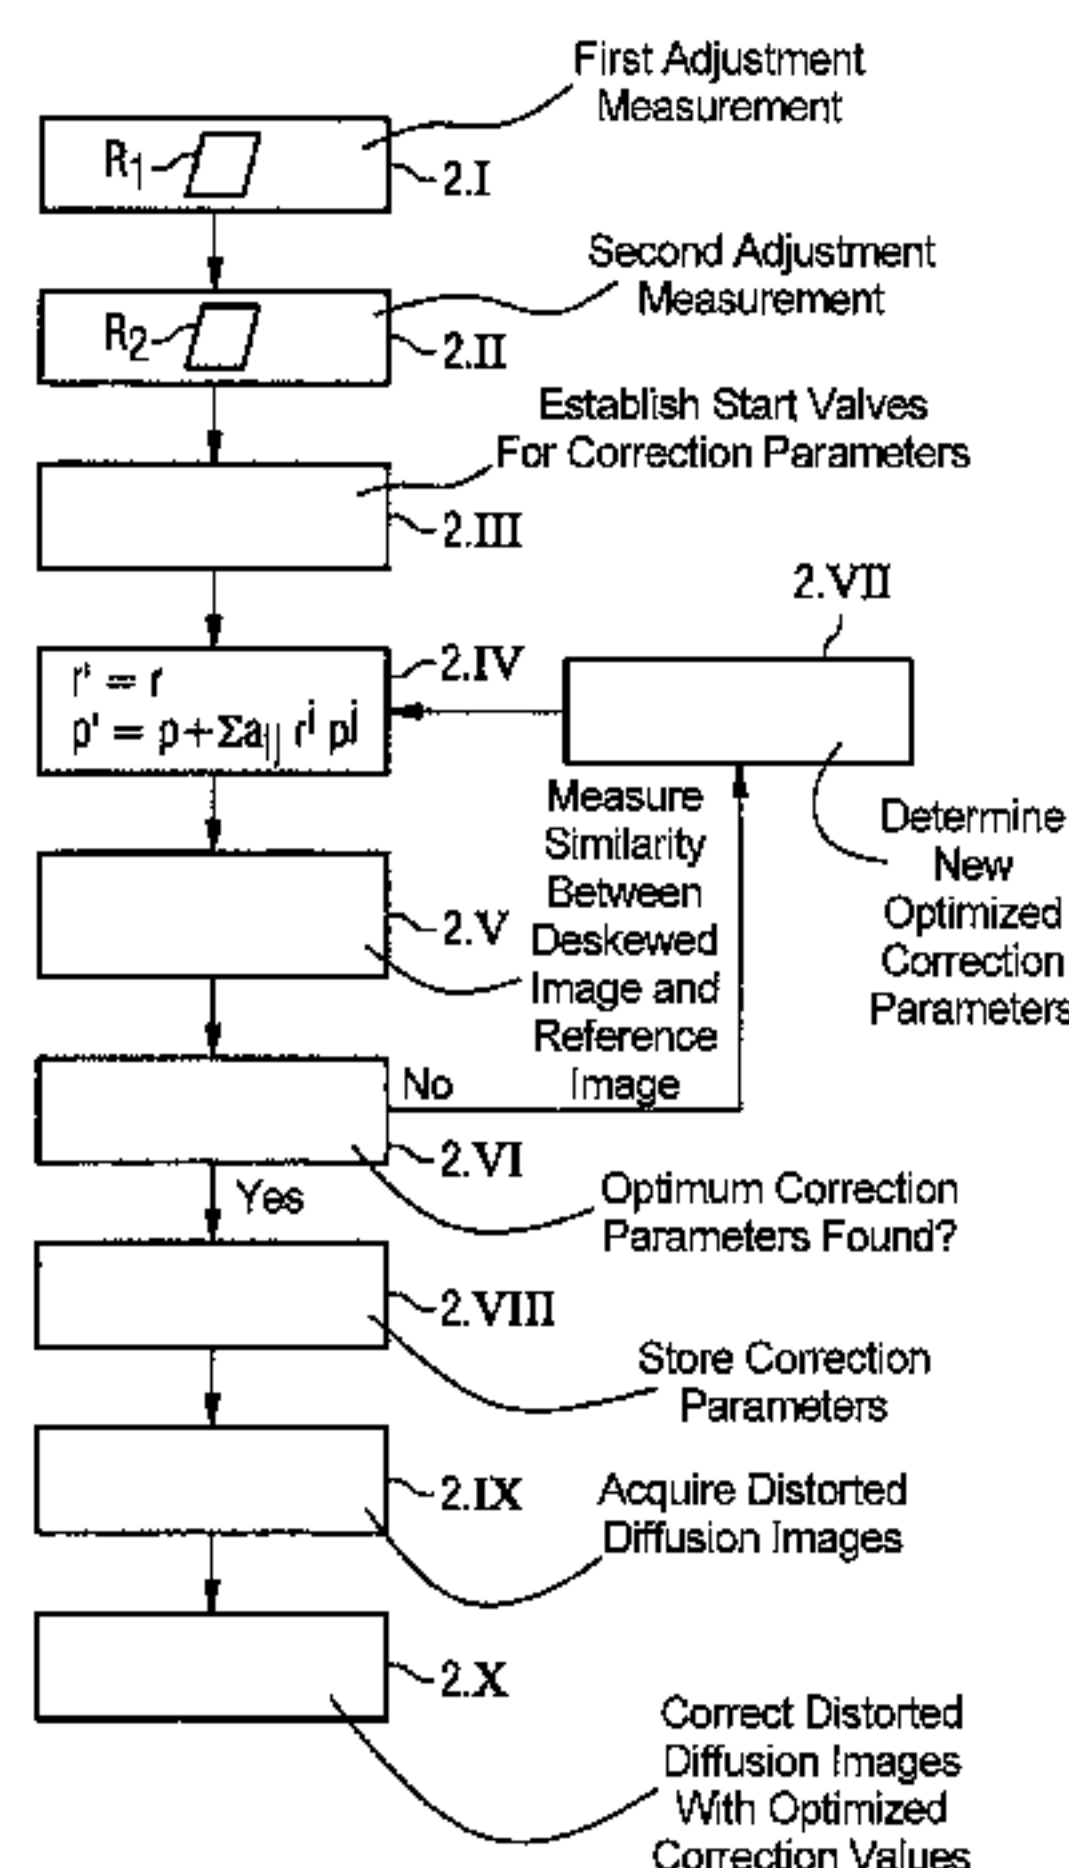 First Adjustment
Measurement
R1
2.I
Second Adjustment
Measurement
R2
2.II
Establish Start Valves
For Correction Parameters
2.III
2.VII
2.IV
r' = r
p' = p+Σaij ri pj
Measure
Similarity
Between
Deskewed
Image and
Reference
Image
Determine
New
Optimized
Correction
Parameters
2.V
No
2.VI
Yes
Optimum Correction
Parameters Found?
2.VIII
Store Correction
Parameters
2.IX
Acquire Distorted
Diffusion Images
2.X
Correct Distorted
Diffusion Images
With Optimized
Correction Values